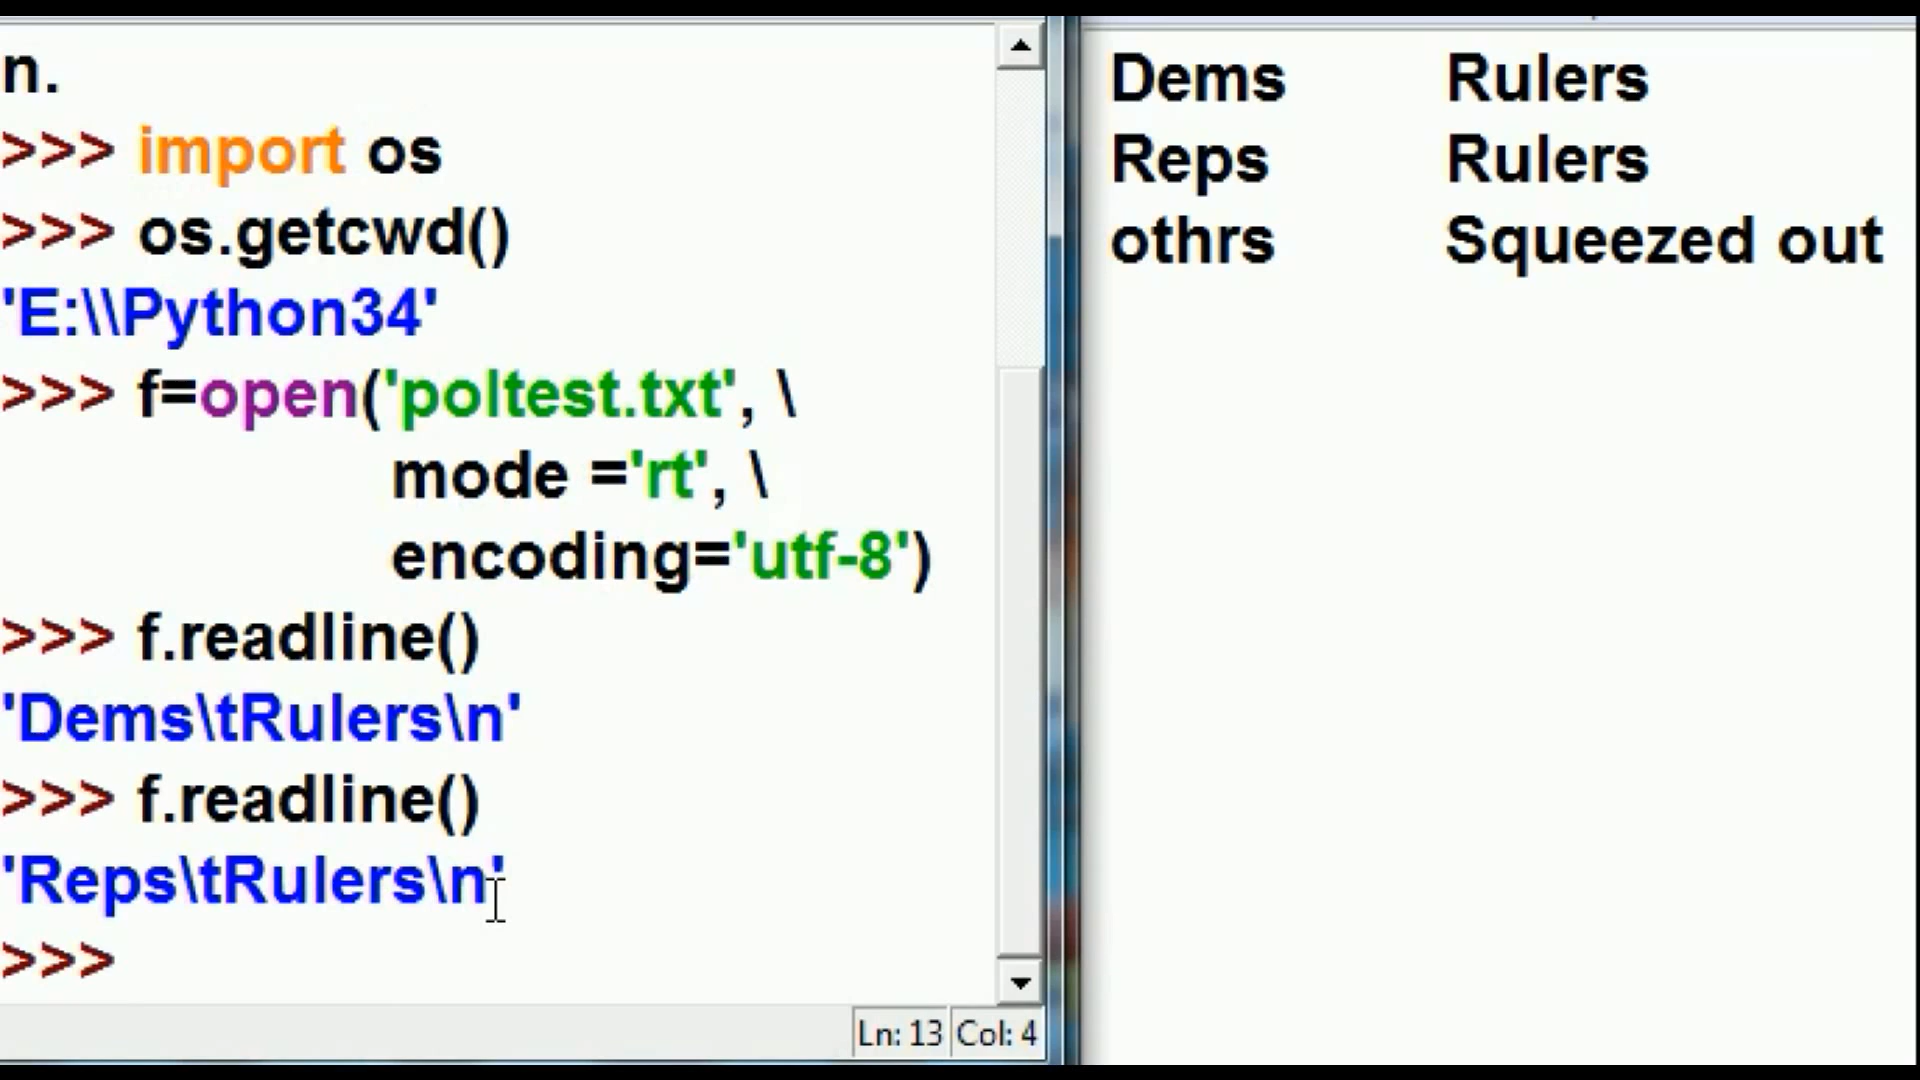 n.
>>> import os
>>> os.getcwd()
'E:\\Python34'
>>> f=open('poltest.txt', \
mode ='rt', \
encoding='utf-8')
>>> f.readline()
'Dems\tRulers\n'
>>> f.readline()
'Reps\tRulers\n'
>>>
Ln: 13 Col: 4
Dems Rulers
Reps Rulers
othrs Squeezed out